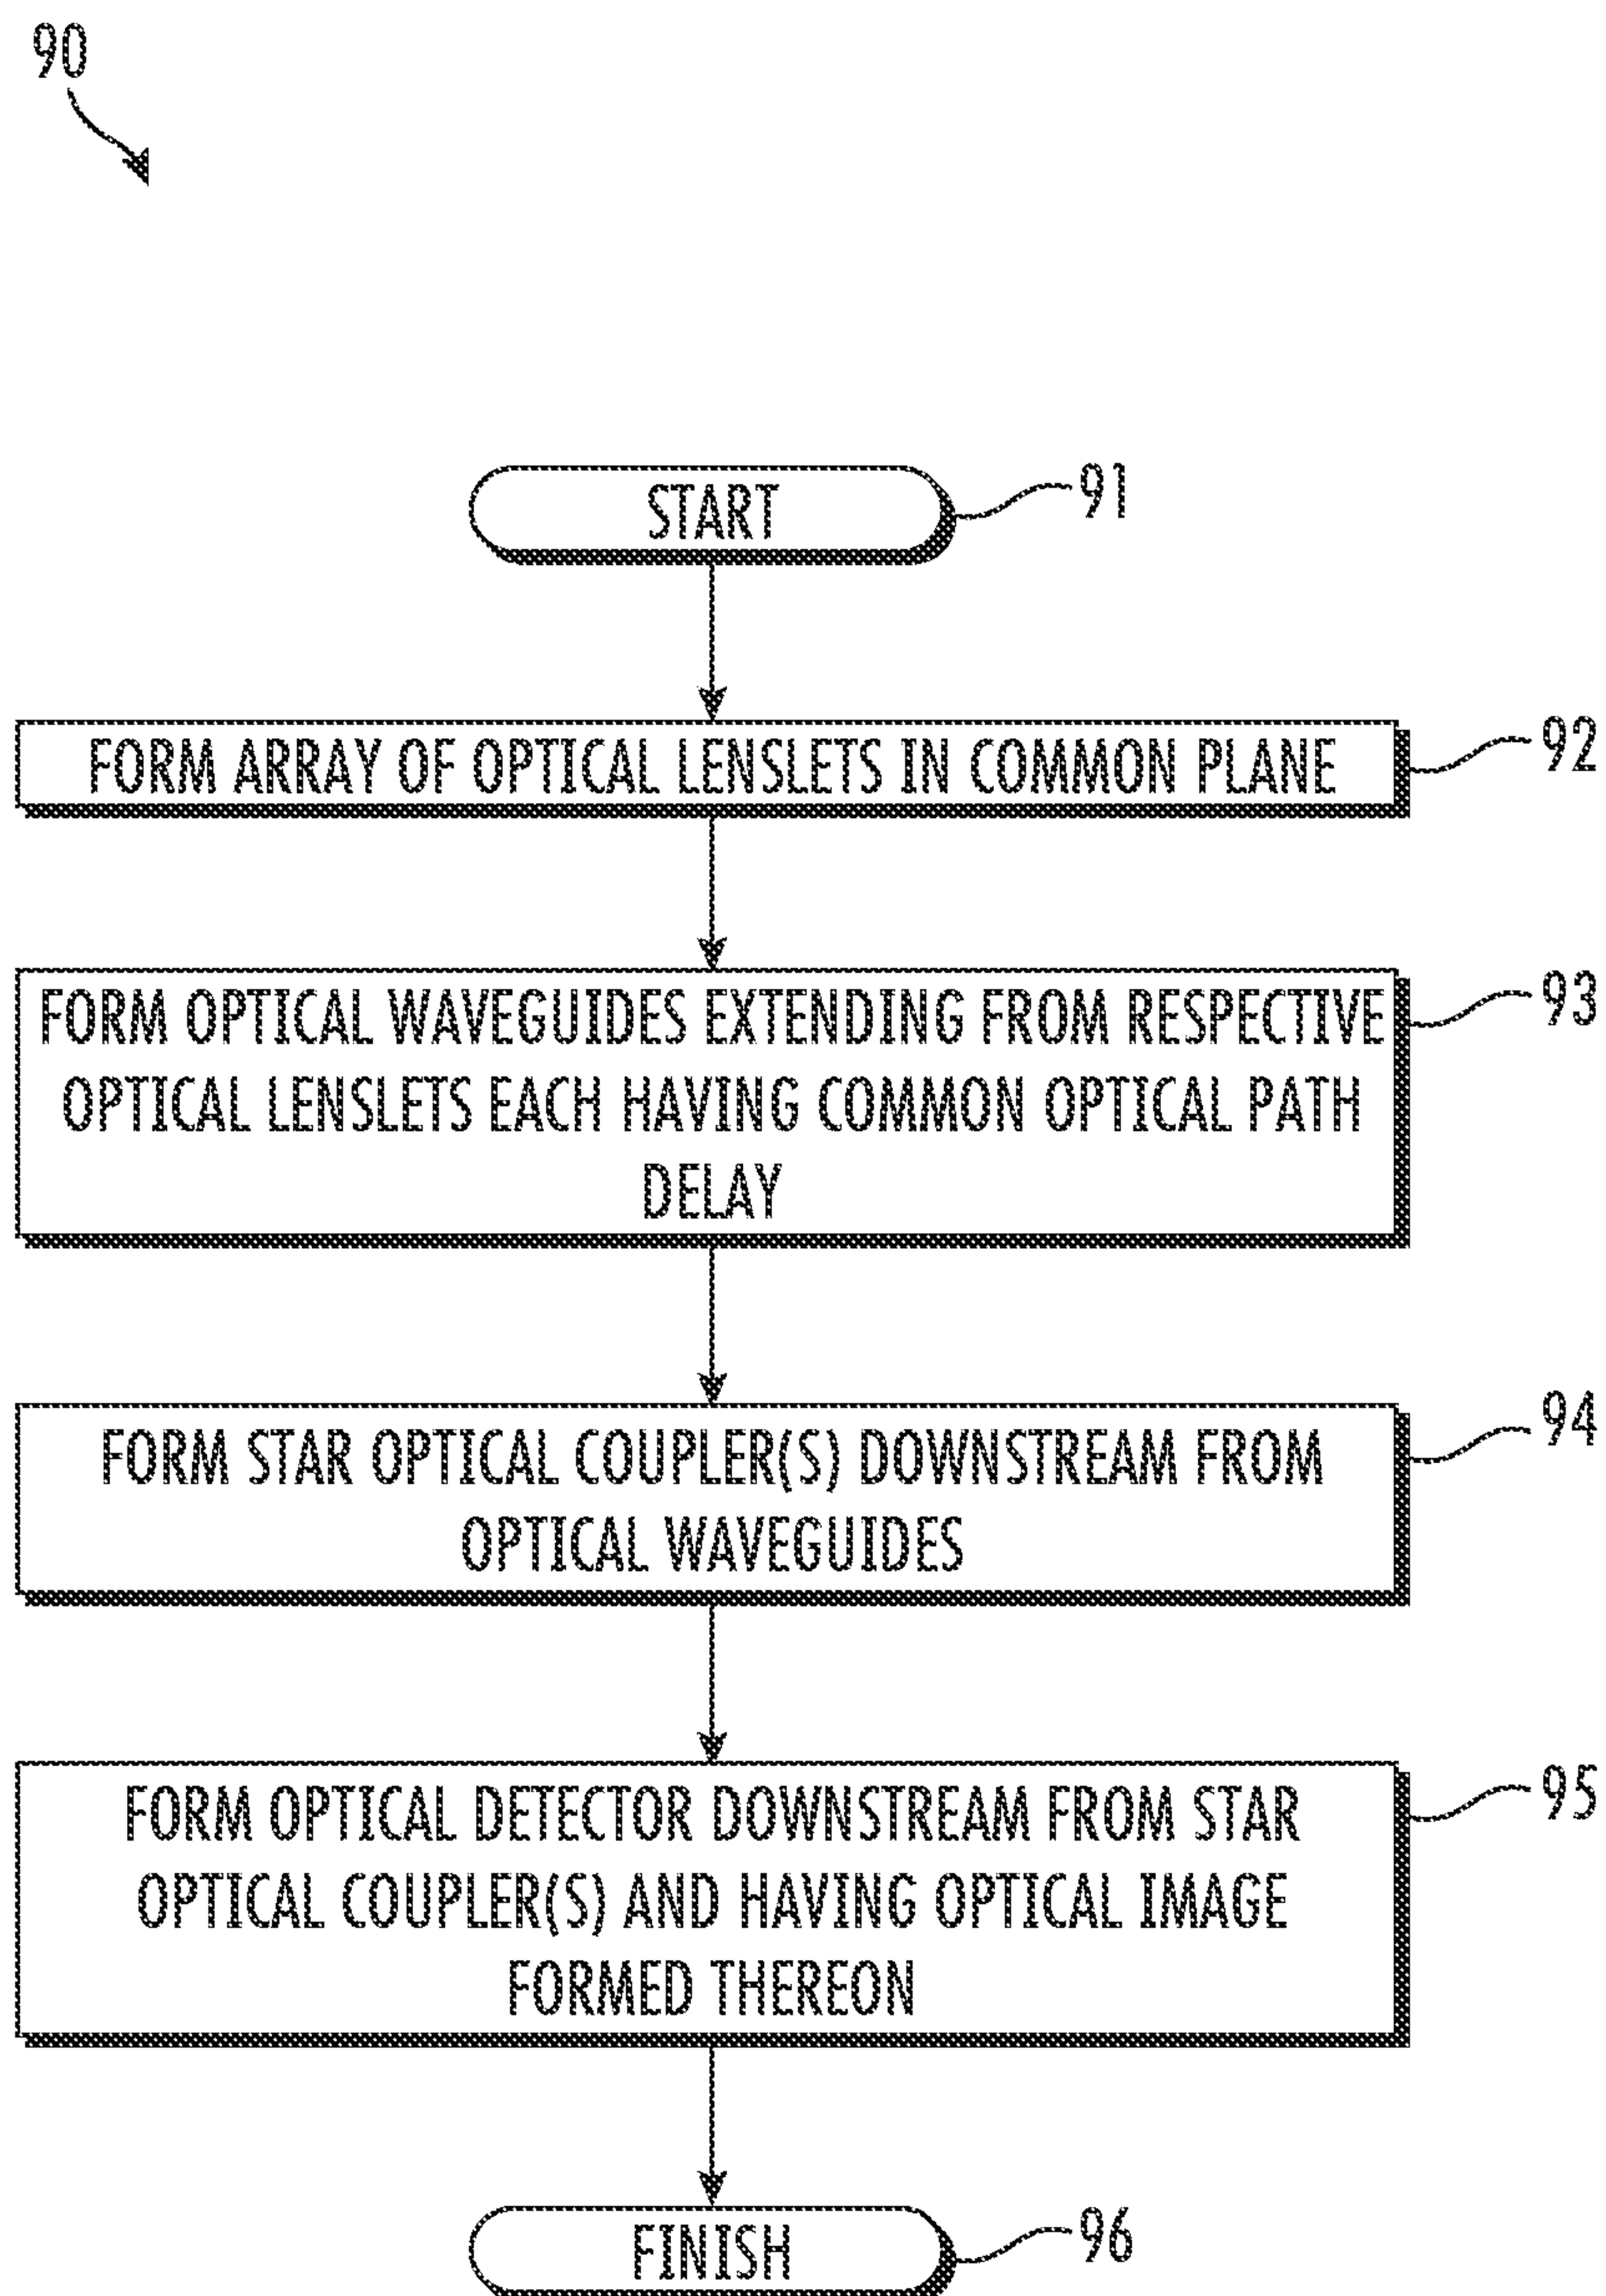 90
START
91
FORM ARRAY OF OPTICAL LENSLETS IN COMMON PLANE
92
FORM OPTICAL WAVEGUIDES EXTENDING FROM RESPECTIVE
OPTICAL LENSLETS EACH HAVING COMMON OPTICAL PATH
DELAY
93
FORM STAR OPTICAL COUPLER(S) DOWNSTREAM FROM
OPTICAL WAVEGUIDES
94
FORM OPTICAL DETECTOR DOWNSTREAM FROM STAR
OPTICAL COUPLER(S) AND HAVING OPTICAL IMAGE
FORMED THEREON
95
FINISH
96